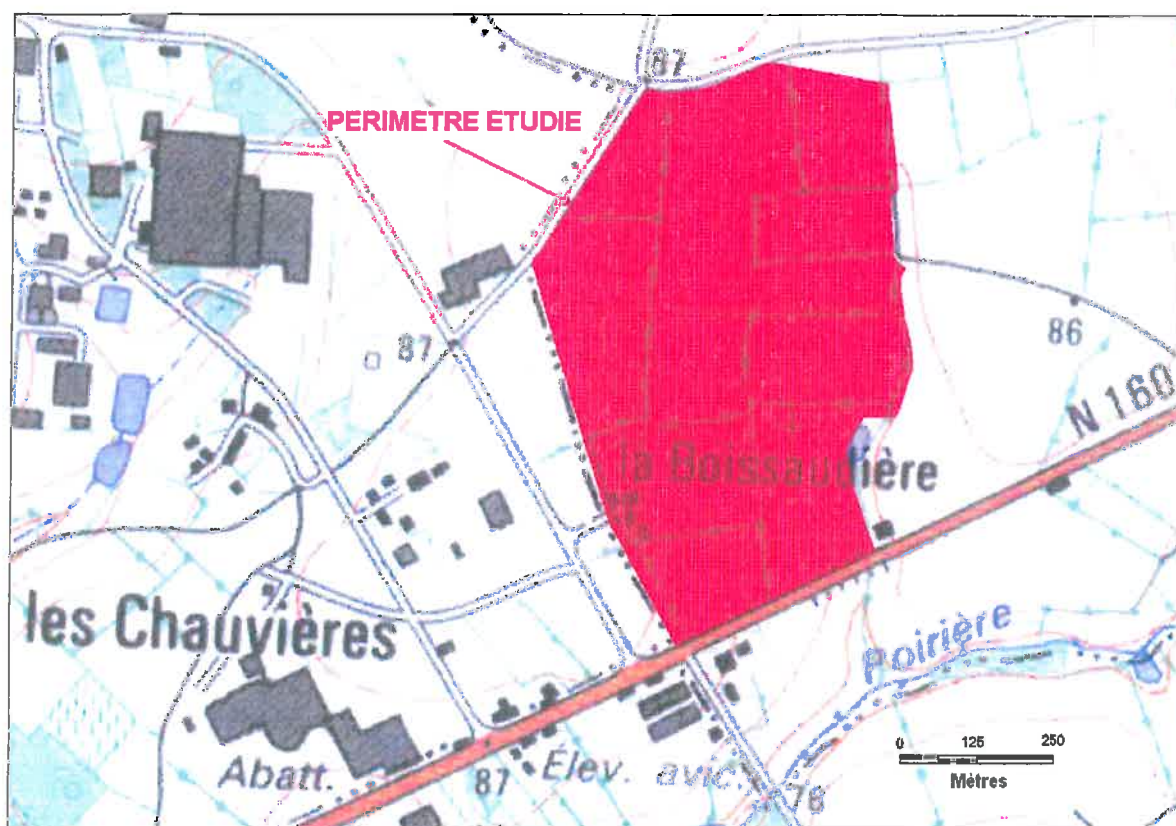 87
PERIMETRE ETUDIE
87
86
N 160
la Boissaudière
les Chauvières
Poirière
0 125 250
Mètres
Abatt.
87
Élev. avic.
76